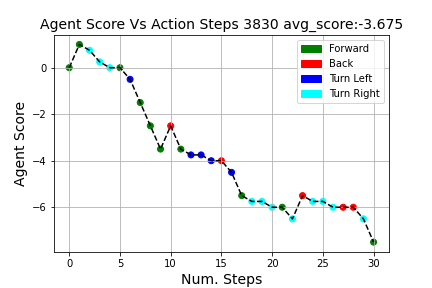 Agent Score Vs Action Steps 3830 avg_score:-3.675
Forward
Back
Turn Left
Turn Right
Agent Score
0
−2
−4
−6
0 5 10 15 20 25 30
Num. Steps